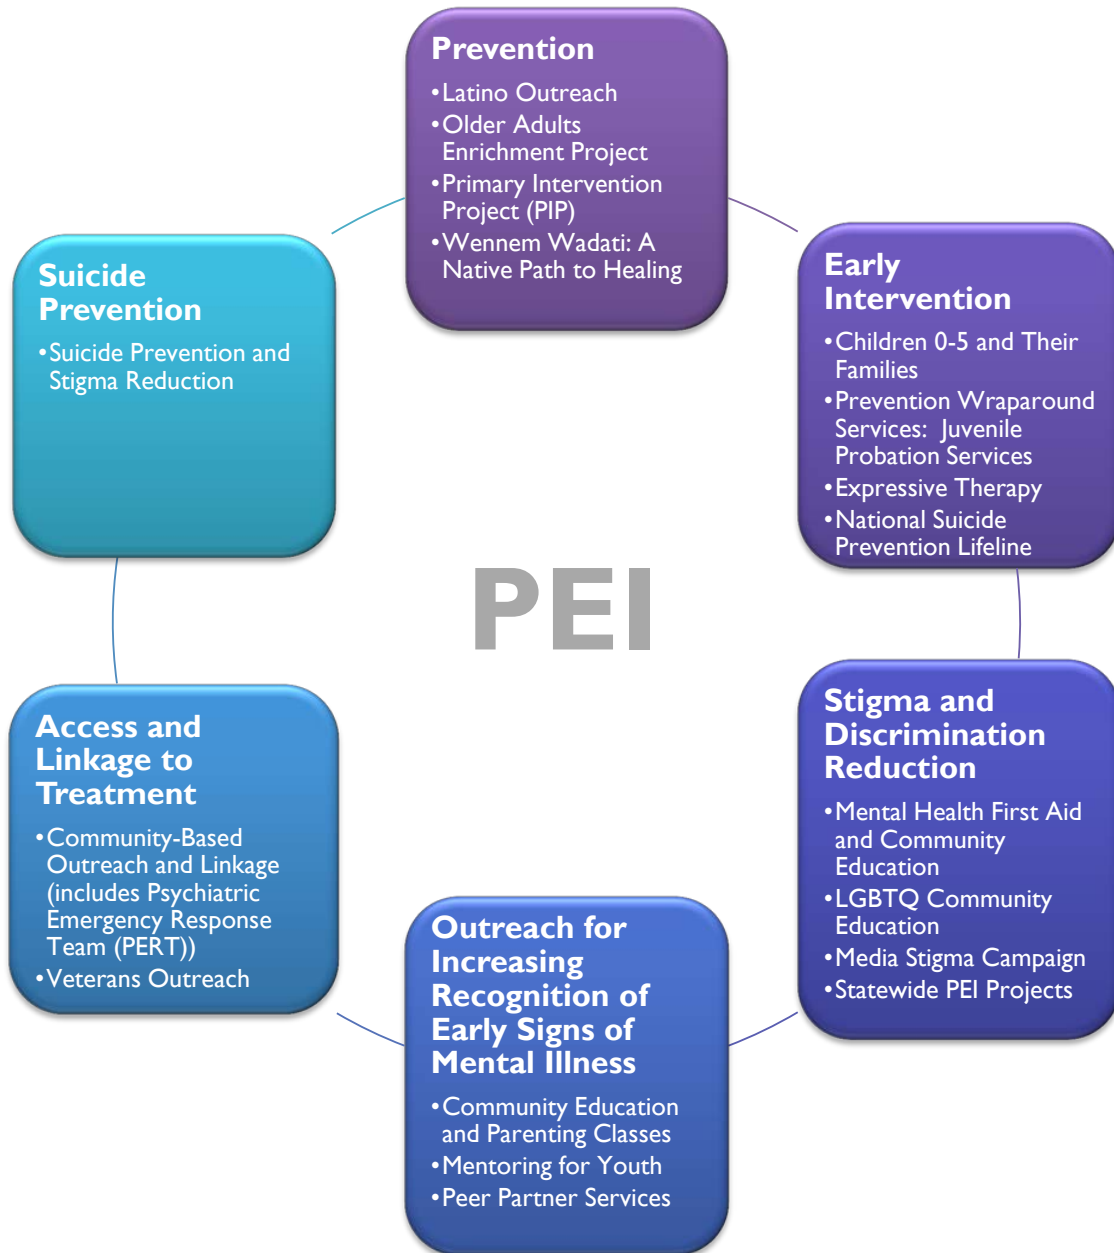 Prevention
•Latino Outreach
•Older Adults
Enrichment Project
•Primary Intervention
Project (PIP)
•Wennem Wadati: A
Native Path to Healing
Early
Intervention
•Children 0-5 and Their
Families
•Prevention Wraparound
Services:  Juvenile
Probation Services
•Expressive Therapy
•National Suicide
Prevention Lifeline
Stigma and
Discrimination
Reduction
•Mental Health First Aid
and Community
Education
•LGBTQ Community
Education
•Media Stigma Campaign
•Statewide PEI Projects
Outreach for
Increasing
Recognition of
Early Signs of
Mental Illness
•Community Education
and Parenting Classes
•Mentoring for Youth
•Peer Partner Services
Access and
Linkage to
Treatment
•Community-Based
Outreach and Linkage
(includes Psychiatric
Emergency Response
Team (PERT))
•Veterans Outreach
Suicide
Prevention
•Suicide Prevention and
Stigma Reduction
PEI